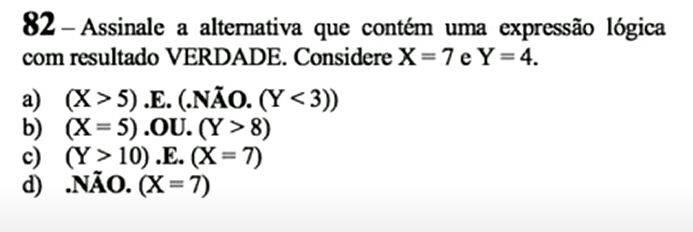 82 – Assinale a alternativa que contém uma expressão lógica
com resultado VERDADE. Considere X = 7 e Y = 4.
a) (X > 5) .E. (.NÃO. (Y < 3))
b) (X = 5) .OU. (Y > 8)
c) (Y > 10) .E. (X = 7)
d) .NÃO. (X = 7)